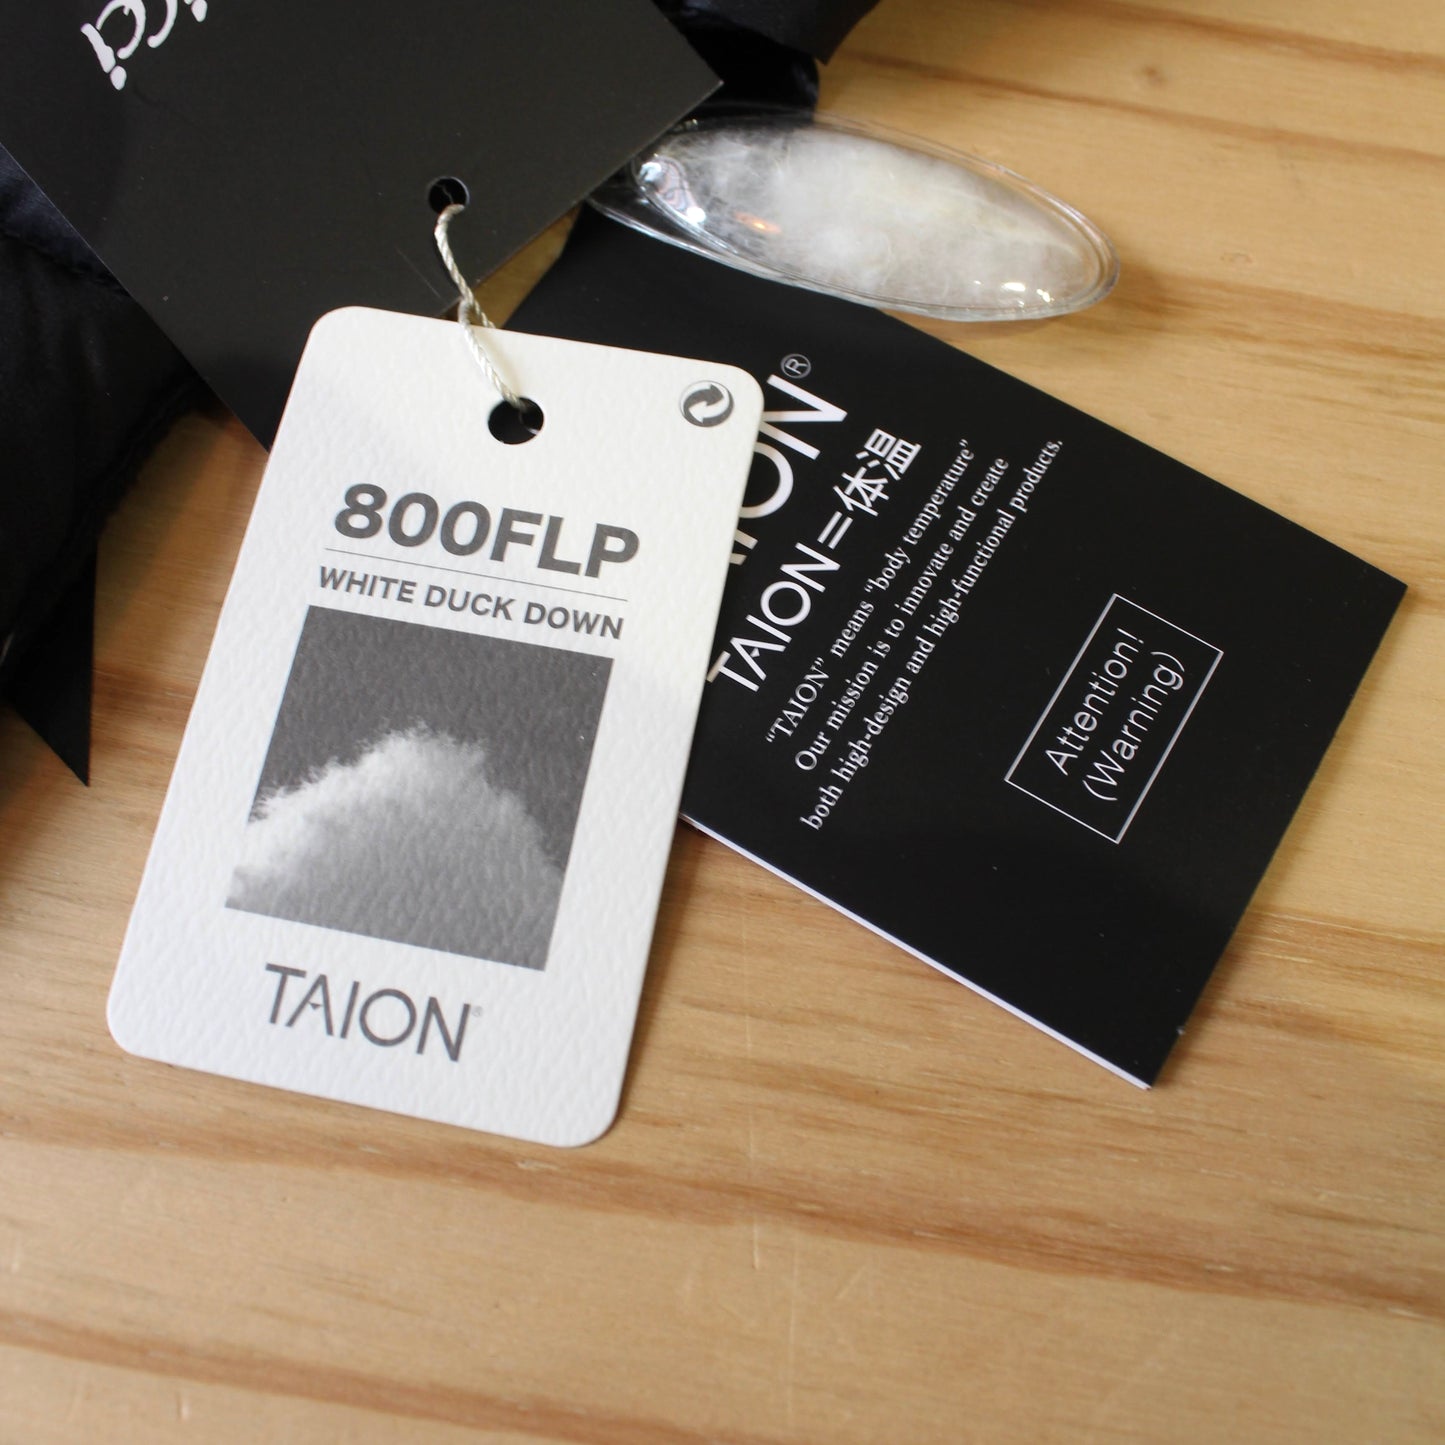 800FLP
WHITE DUCK DOWN
TAION®
®
TAION=体温
“TAION” means “body temperature”
Our mission is to innovate and create
both high-design and high-functional products.
Attention!
(Warning)